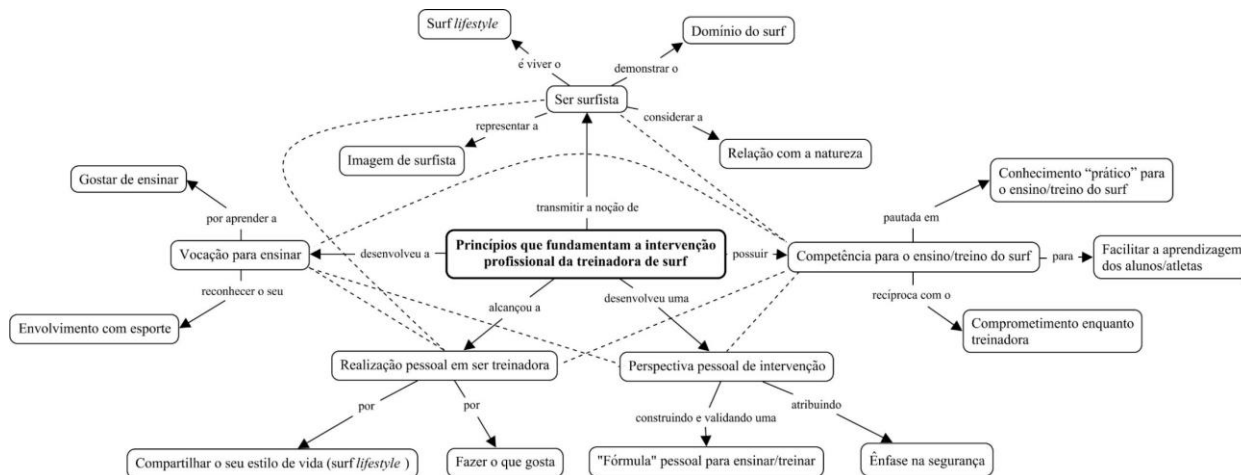 Surf lifestyle
Domínio do surf
é viver o
demonstrar o
Ser surfista
representar a
considerar a
Imagem de surfista
Relação com a natureza
Gostar de ensinar
Conhecimento “prático” para
o ensino/treino do surf
por aprender a
transmitir a noção de
pautada em
Vocação para ensinar
desenvolveu a
Princípios que fundamentam a intervenção
profissional da treinadora de surf
possuir
Competência para o ensino/treino do surf
para
Facilitar a aprendizagem
dos alunos/atletas
reconhecer o seu
alcançou a
desenvolveu uma
recíproca com o
Envolvimento com esporte
Comprometimento enquanto
treinadora
Realização pessoal em ser treinadora
Perspectiva pessoal de intervenção
por
por
construindo e validando uma
atribuindo
Compartilhar o seu estilo de vida (surf lifestyle )
Fazer o que gosta
"Fórmula" pessoal para ensinar/treinar
Ênfase na segurança